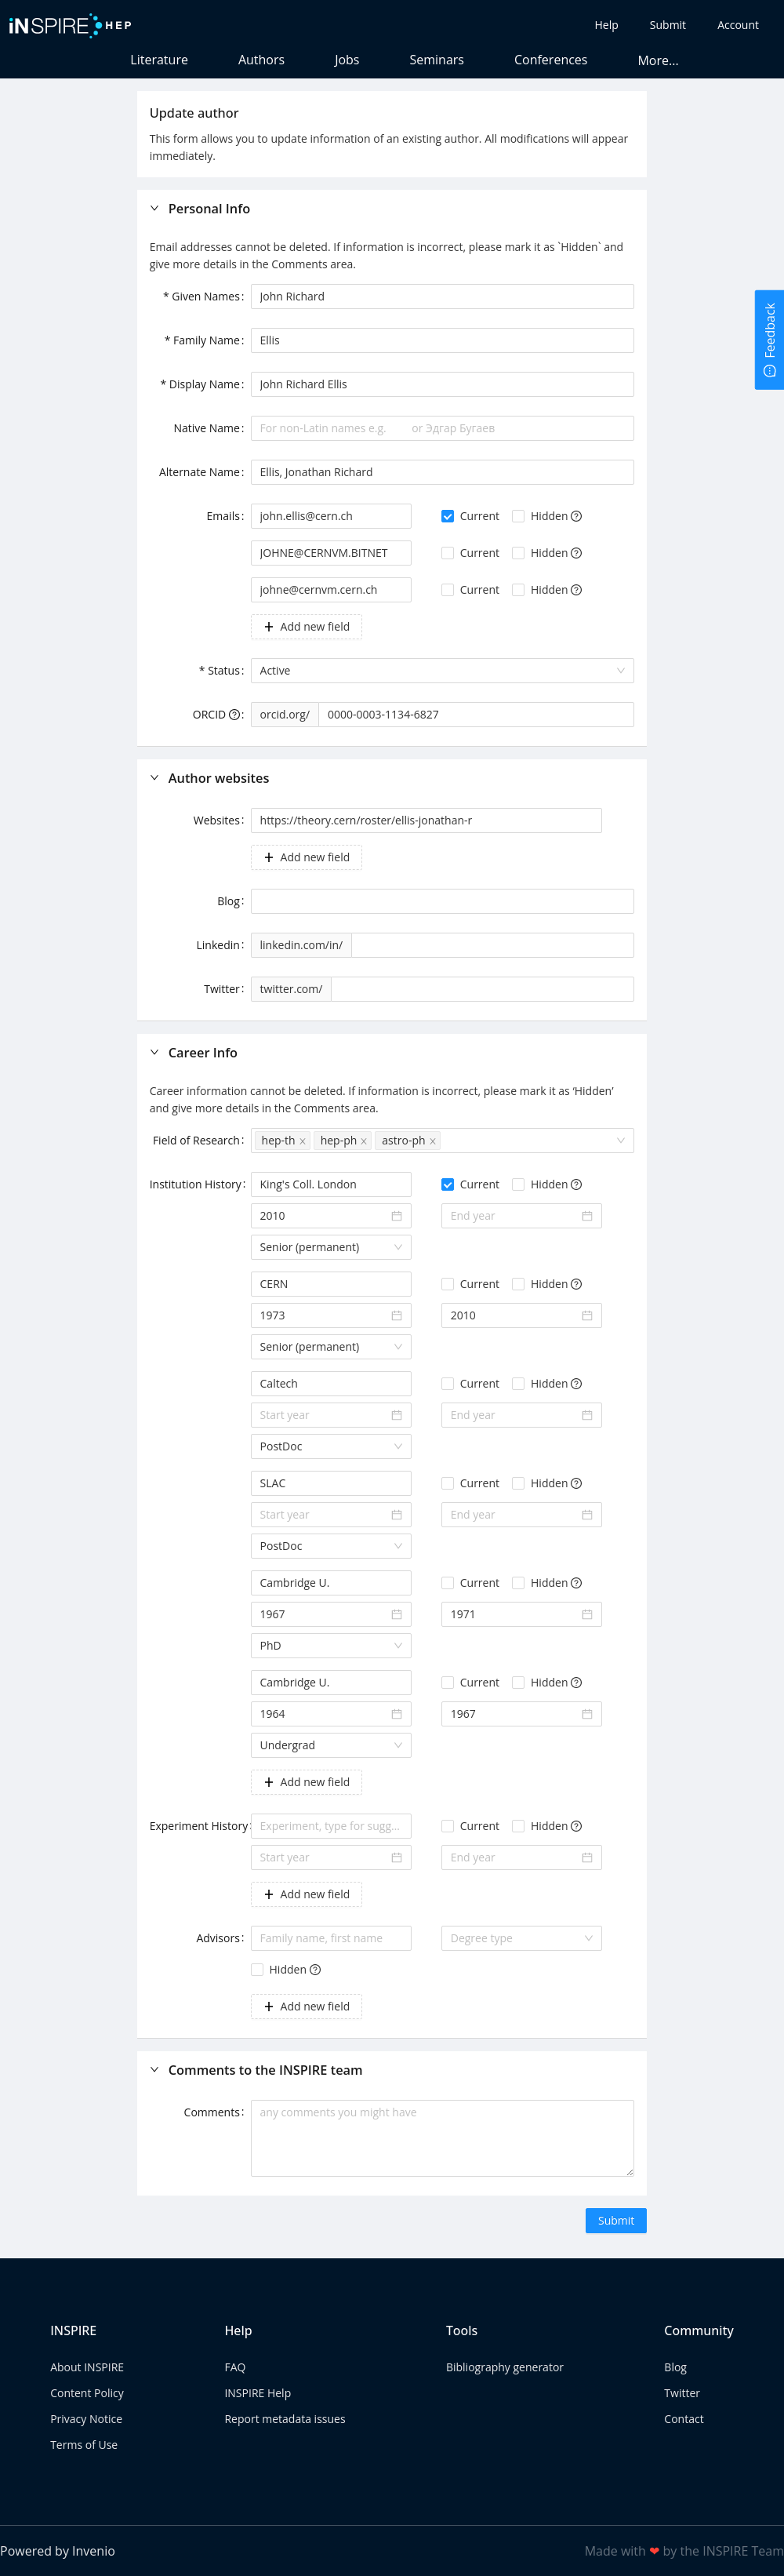 iNSPIRE HEP
Help Submit Account
Literature Authors Jobs Seminars Conferences More...
Update author
This form allows you to update information of an existing author. All modifications will appear
immediately.
Personal Info
Email addresses cannot be deleted. If information is incorrect, please mark it as `Hidden` and
give more details in the Comments area.
* Given Names: John Richard
* Family Name: Ellis
* Display Name: John Richard Ellis
Native Name: For non-Latin names e.g. or Эдгар Бугаев
Alternate Name: Ellis, Jonathan Richard
Emails: john.ellis@cern.ch Current Hidden
JOHNE@CERNVM.BITNET Current Hidden
johne@cernvm.cern.ch Current Hidden
+ Add new field
* Status: Active
ORCID : orcid.org/ 0000-0003-1134-6827
Feedback
Author websites
Websites: https://theory.cern/roster/ellis-jonathan-r
+ Add new field
Blog:
Linkedin: linkedin.com/in/
Twitter: twitter.com/
Career Info
Career information cannot be deleted. If information is incorrect, please mark it as ‘Hidden’
and give more details in the Comments area.
Field of Research: hep-th × hep-ph × astro-ph ×
Institution History: King's Coll. London Current Hidden
2010 End year
Senior (permanent)
CERN Current Hidden
1973 2010
Senior (permanent)
Caltech Current Hidden
Start year End year
PostDoc
SLAC Current Hidden
Start year End year
PostDoc
Cambridge U. Current Hidden
1967 1971
PhD
Cambridge U. Current Hidden
1964 1967
Undergrad
+ Add new field
Experiment History: Experiment, type for sugg... Current Hidden
Start year End year
+ Add new field
Advisors: Family name, first name Degree type
Hidden
+ Add new field
Comments to the INSPIRE team
Comments: any comments you might have
Submit
INSPIRE
About INSPIRE
Content Policy
Privacy Notice
Terms of Use
Help
FAQ
INSPIRE Help
Report metadata issues
Tools
Bibliography generator
Community
Blog
Twitter
Contact
Powered by Invenio
Made with ❤ by the INSPIRE Team